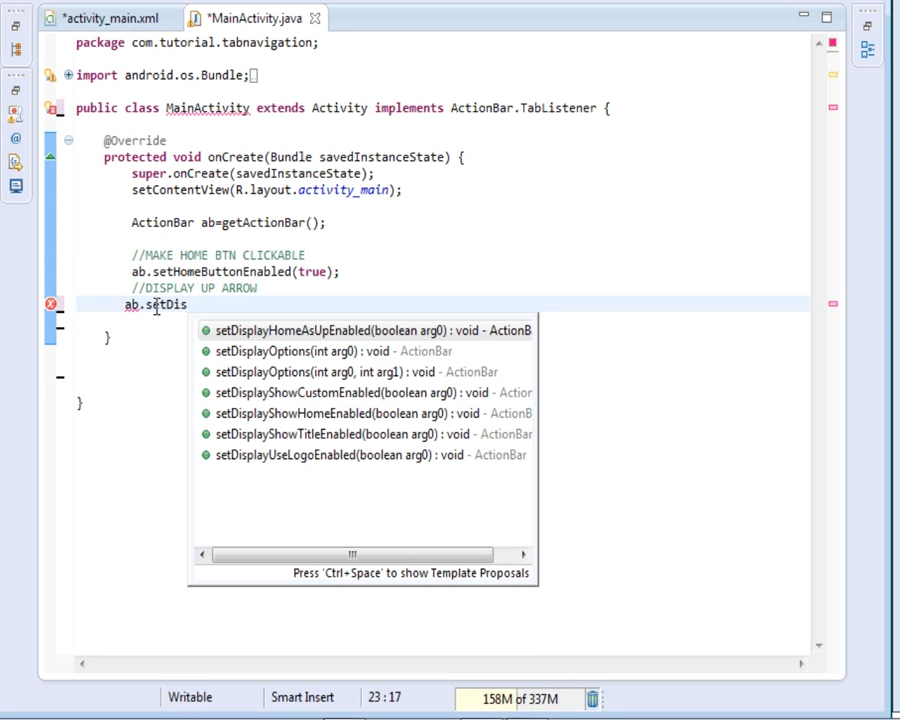 *activity_main.xml
*MainActivity.java
package com.tutorial.tabnavigation;
import android.os.Bundle;
public class MainActivity extends Activity implements ActionBar.TabListener {
@Override
protected void onCreate(Bundle savedInstanceState) {
super.onCreate(savedInstanceState);
setContentView(R.layout.activity_main);
ActionBar ab=getActionBar();
//MAKE HOME BTN CLICKABLE
ab.setHomeButtonEnabled(true);
//DISPLAY UP ARROW
ab.setDis
setDisplayHomeAsUpEnabled(boolean arg0) : void - ActionB
setDisplayOptions(int arg0) : void - ActionBar
setDisplayOptions(int arg0, int arg1) : void - ActionBar
setDisplayShowCustomEnabled(boolean arg0) : void - Action
setDisplayShowHomeEnabled(boolean arg0) : void - ActionB
setDisplayShowTitleEnabled(boolean arg0) : void - ActionBar
setDisplayUseLogoEnabled(boolean arg0) : void - ActionBar
}
}
Press 'Ctrl+Space' to show Template Proposals
Writable
Smart Insert
23 : 17
158M of 337M